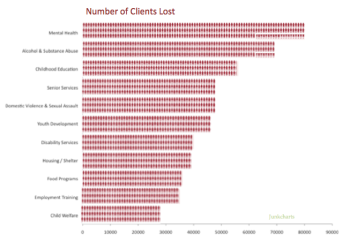 Number of Clients Lost
Mental Health
Alcohol & Substance Abuse
Childhood Education
Senior Services
Domestic Violence & Sexual Assault
Youth Development
Disability Services
Housing / Shelter
Food Programs
Employment Training
Child Welfare
0 10000 20000 30000 40000 50000 60000 70000 80000 90000